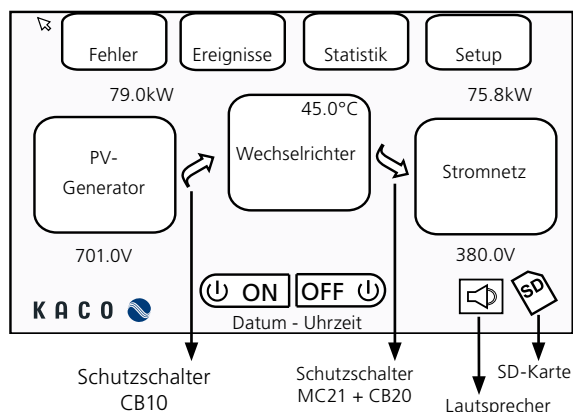 Fehler
Ereignisse
Statistik
Setup
79.0kW
45.0°C
75.8kW
PV-
Generator
Wechselrichter
Stromnetz
701.0V
380.0V
KACO
ON
OFF
Datum - Uhrzeit
SD
Schutzschalter
CB10
Schutzschalter
MC21 + CB20
SD-Karte
Lautsprecher